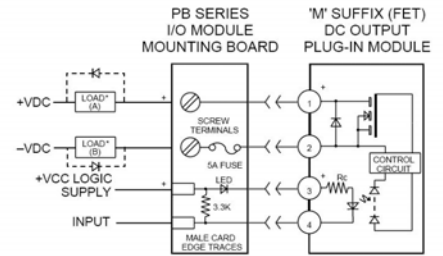 PB SERIES
I/O MODULE
MOUNTING BOARD
'M' SUFFIX (FET)
DC OUTPUT
PLUG-IN MODULE
+VDC
LOAD*
(A)
+
SCREW
TERMINALS
1
+
–VDC
LOAD*
(B)
5A FUSE
2
CONTROL
CIRCUIT
+VCC LOGIC
SUPPLY
+
LED
3
+
Rc
3.3K
INPUT
4
MALE CARD
EDGE TRACES